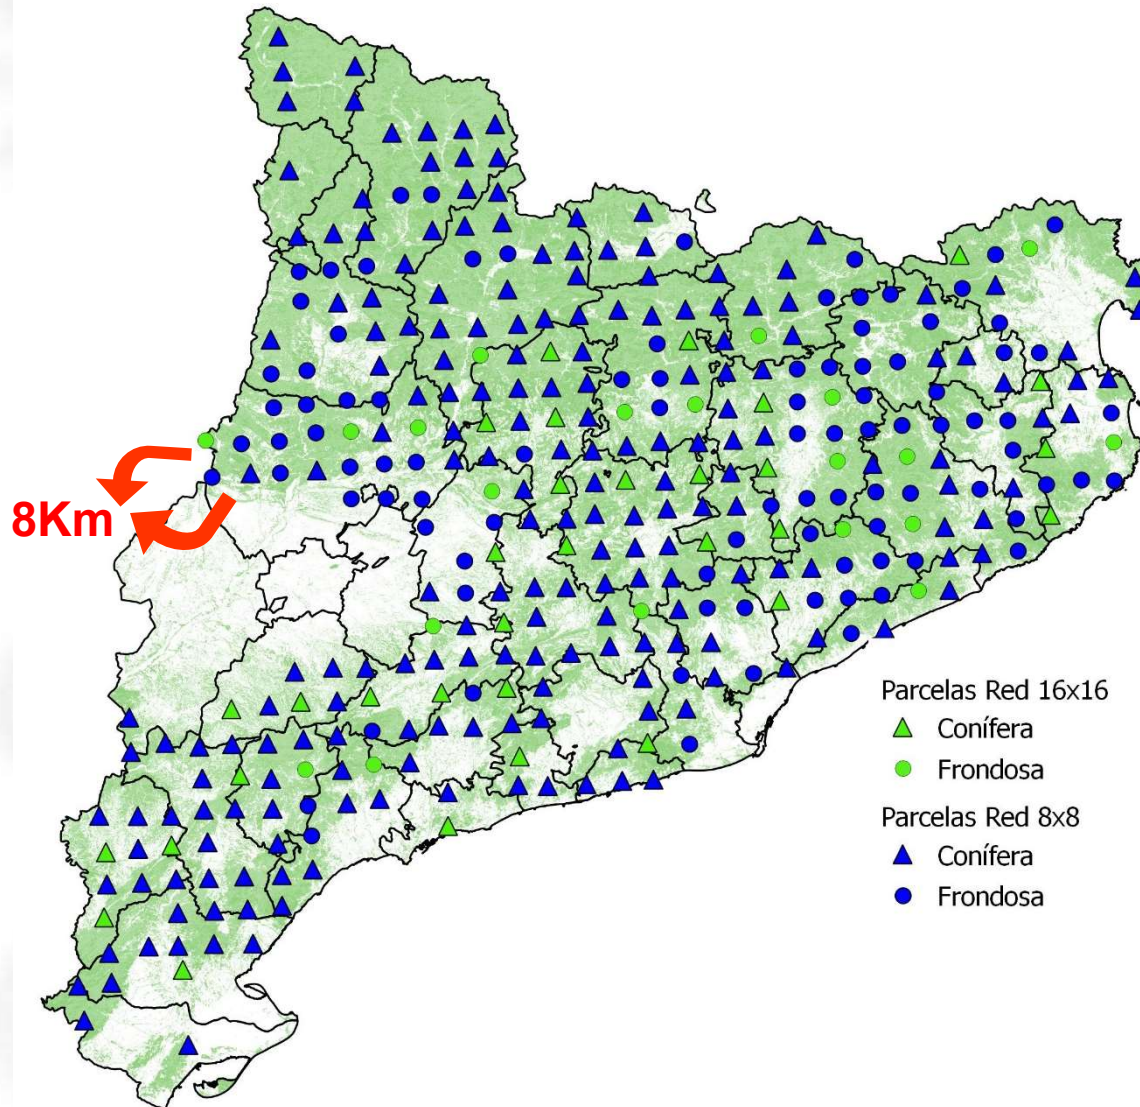 8Km
Parcelas Red 16x16
Conífera
Frondosa
Parcelas Red 8x8
Conífera
Frondosa